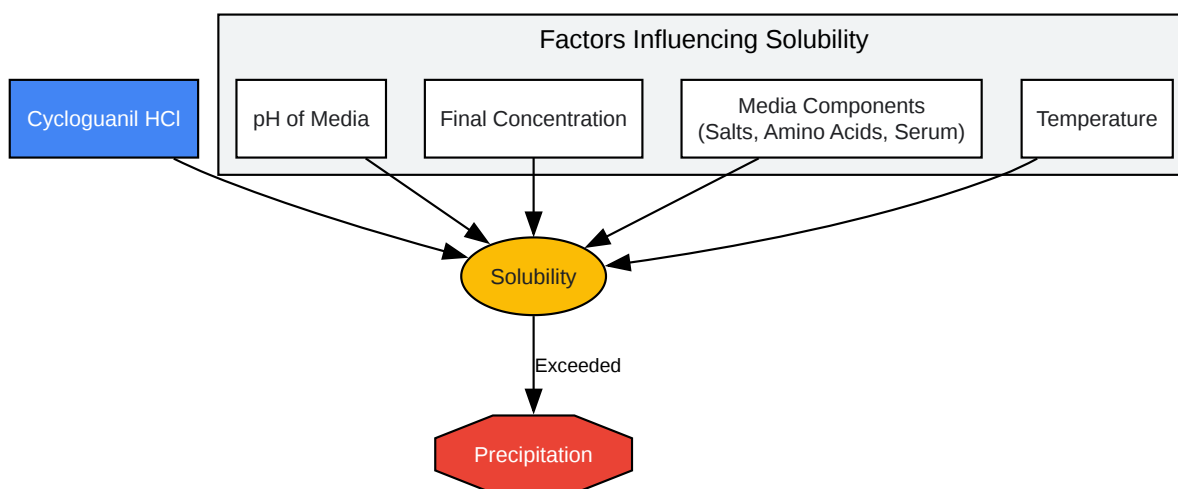 Factors Influencing Solubility
Cycloguanil HCl
pH of Media
Final Concentration
Media Components
(Salts, Amino Acids, Serum)
Temperature
Solubility
Exceeded
Precipitation